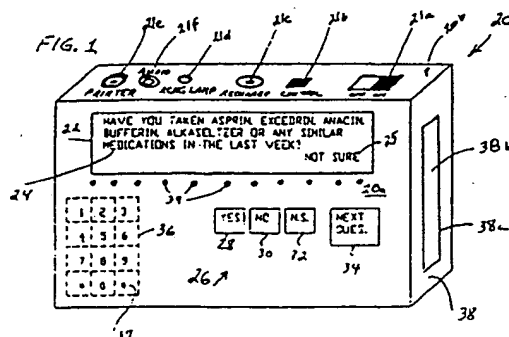 FIG. 1
21e
21f
21d
21c
21b
21a
20
PRINTER
AUDIO
RECHARGE
CONTROL
OFF ON
22
HAVE YOU TAKEN ASPRIN, EXCEDROL, ANACIN,
BUFFERIN, ALKASELTZER OR ANY SIMILAR
MEDICATIONS IN THE LAST WEEK?
NOT SURE
25
24
39
20a
38b
38a
38
1 2 3
4 5 6
7 8 9
0
36
YES
NO
N.S.
NEXT
QUES.
28
30
32
34
26
37